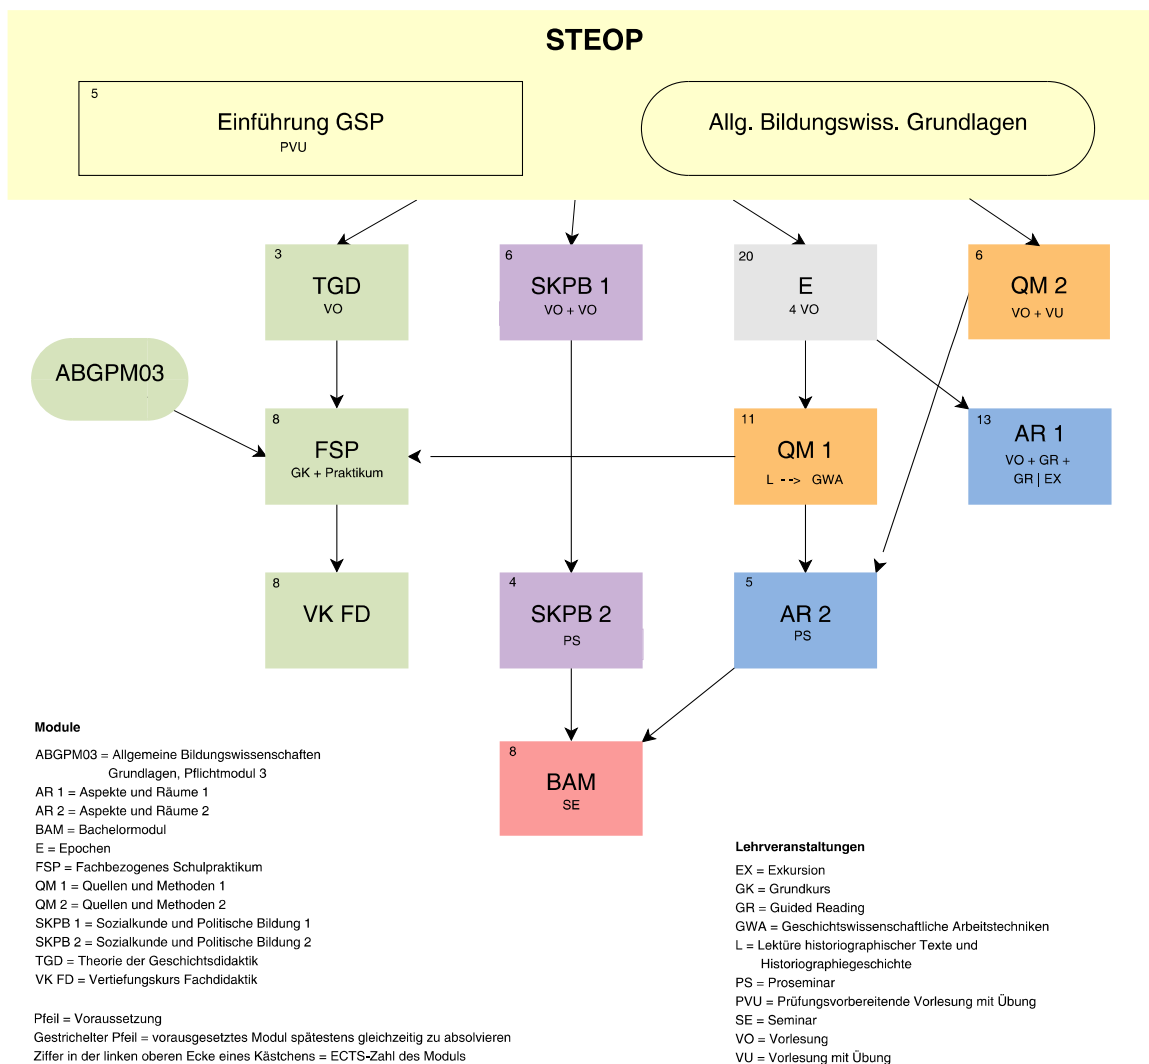 STEOP
5
Einführung GSP
PVU
Allg. Bildungswiss. Grundlagen
3
TGD
VO
6
SKPB 1
VO + VO
20
E
4 VO
6
QM 2
VO + VU
ABGPM03
8
FSP
GK + Praktikum
11
QM 1
L --> GWA
13
AR 1
VO + GR +
GR | EX
8
VK FD
4
SKPB 2
PS
5
AR 2
PS
8
BAM
SE
Module
ABGPM03 = Allgemeine Bildungswissenschaften
Grundlagen, Pflichtmodul 3
AR 1 = Aspekte und Räume 1
AR 2 = Aspekte und Räume 2
BAM = Bachelormodul
E = Epochen
FSP = Fachbezogenes Schulpraktikum
QM 1 = Quellen und Methoden 1
QM 2 = Quellen und Methoden 2
SKPB 1 = Sozialkunde und Politische Bildung 1
SKPB 2 = Sozialkunde und Politische Bildung 2
TGD = Theorie der Geschichtsdidaktik
VK FD = Vertiefungskurs Fachdidaktik
Pfeil = Voraussetzung
Gestrichelter Pfeil = vorausgesetztes Modul spätestens gleichzeitig zu absolvieren
Ziffer in der linken oberen Ecke eines Kästchens = ECTS-Zahl des Moduls
Lehrveranstaltungen
EX = Exkursion
GK = Grundkurs
GR = Guided Reading
GWA = Geschichtswissenschaftliche Arbeitstechniken
L = Lektüre historiographischer Texte und
Historiographiegeschichte
PS = Proseminar
PVU = Prüfungsvorbereitende Vorlesung mit Übung
SE = Seminar
VO = Vorlesung
VU = Vorlesung mit Übung